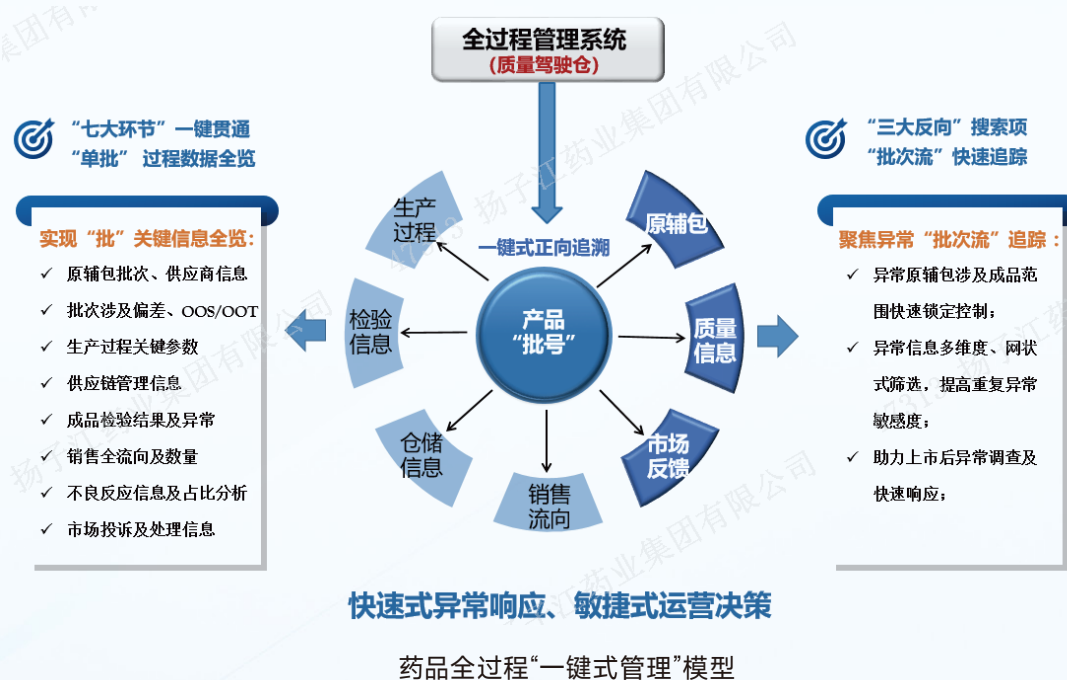 全过程管理系统
(质量驾驶仓)
“七大环节”一键贯通
“单批” 过程数据全览
实现“批”关键信息全览：
✓ 原辅包批次、供应商信息
✓ 批次涉及偏差、OOS/OOT
✓ 生产过程关键参数
✓ 供应链管理信息
✓ 成品检验结果及异常
✓ 销售全流向及数量
✓ 不良反应信息及占比分析
✓ 市场投诉及处理信息
一键式正向追溯
产品
“批号”
生产
过程
检验
信息
仓储
信息
销售
流向
市场
反馈
质量
信息
原辅包
“三大反向”搜索项
“批次流”快速追踪
聚焦异常“批次流”追踪：
✓ 异常原辅包涉及成品范
围快速锁定控制；
✓ 异常信息多维度、网状
式筛选，提高重复异常
敏感度；
✓ 助力上市后异常调查及
快速响应；
快速式异常响应、敏捷式运营决策
药品全过程“一键式管理”模型
扬子江药业集团有限公司